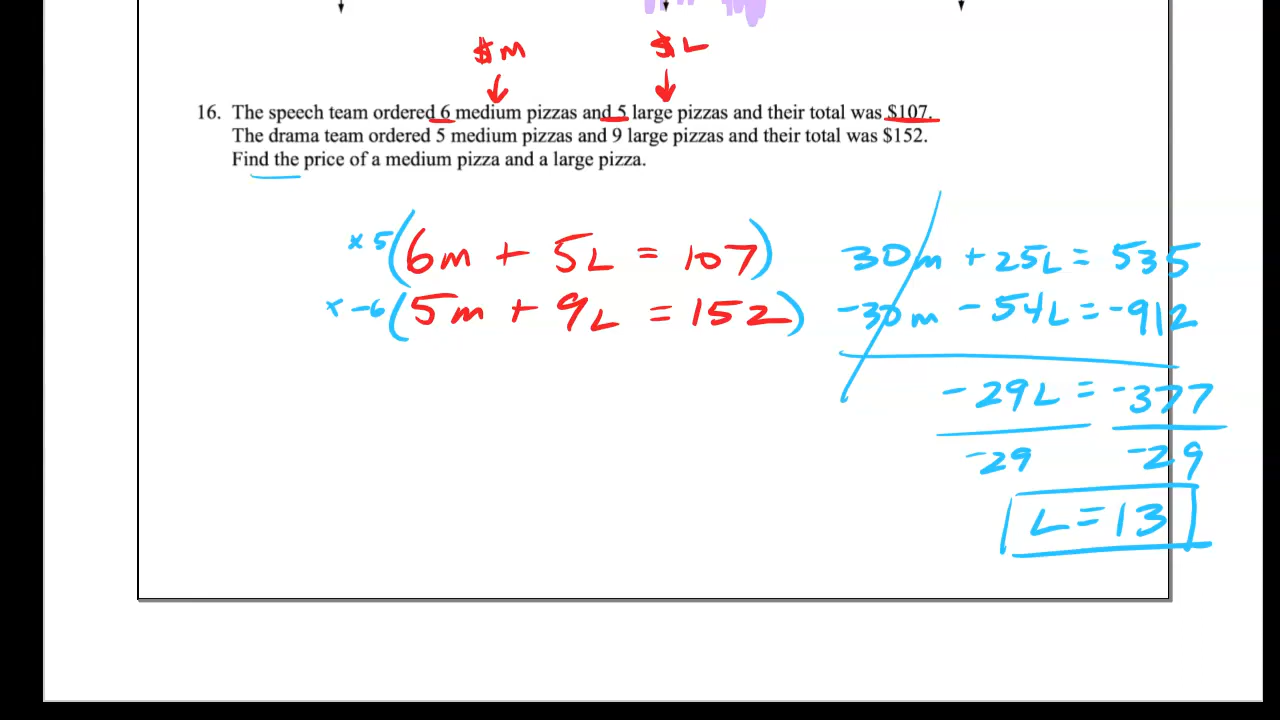 $M $L
16. The speech team ordered 6 medium pizzas and 5 large pizzas and their total was $107.
The drama team ordered 5 medium pizzas and 9 large pizzas and their total was $152.
Find the price of a medium pizza and a large pizza.
x 5 (6m + 5L = 107)
x -6 (5m + 9L = 152)
30m + 25L = 535
-30m - 54L = -912
- 29L = -377
-29 -29
L = 13